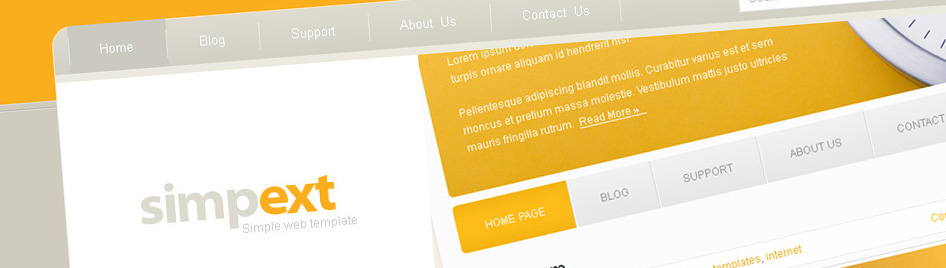 Home
Blog
Support
About Us
Contact Us
Lorem ipsum
turpis ornare aliquam id hendrerit nisi.
Pellentesque adipiscing blandit mollis. Curabitur varius est et sem
rhoncus et pretium massa molestie. Vestibulum mattis justo ultricies
mauris fringilla rutrum. Read More »
simpext
Simple web template
HOME PAGE
BLOG
SUPPORT
ABOUT US
CONTACT
templates, internet